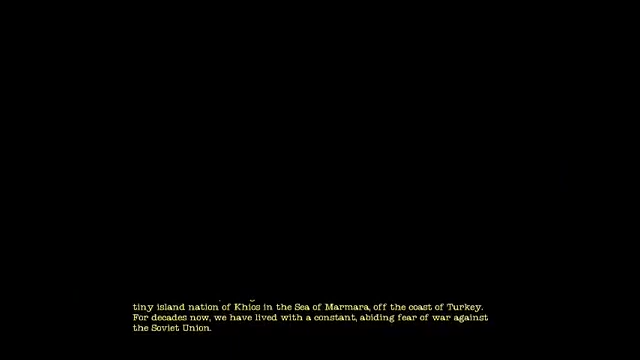 tiny island nation of Khios in the Sea of Marmara, off the coast of Turkey.
For decades now, we have lived with a constant, abiding fear of war against
the Soviet Union.